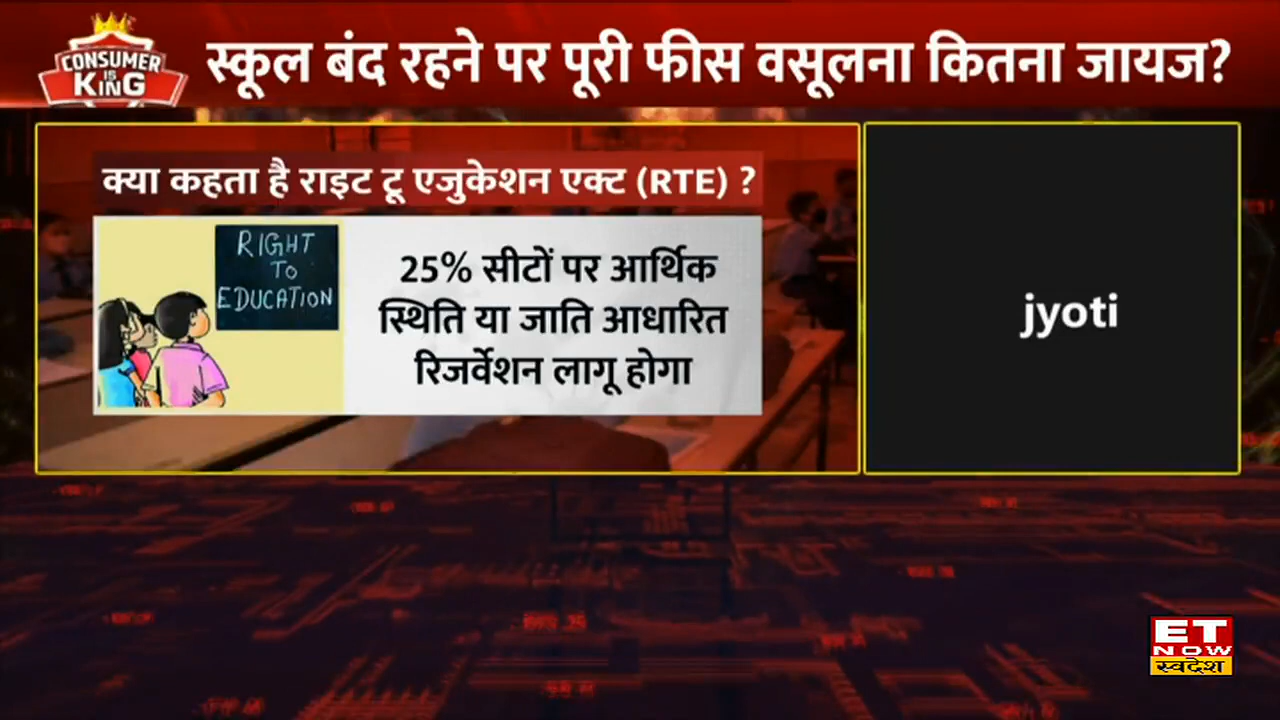 CONSUMER
IS
KING
स्कूल बंद रहने पर पूरी फीस वसूलना कितना जायज?
क्या कहता है राइट टू एजुकेशन एक्ट (RTE) ?
RIGHT
TO
EDUCATION
25% सीटों पर आर्थिक
स्थिति या जाति आधारित
रिजर्वेशन लागू होगा
jyoti
ET
NOW
स्वदेश